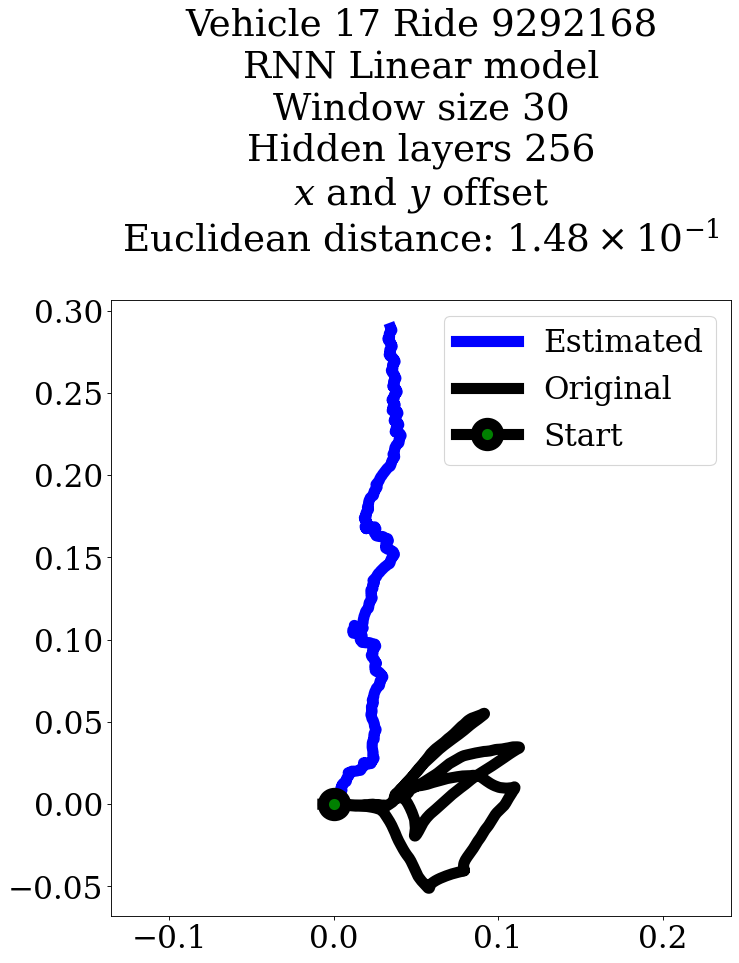 Vehicle 17 Ride 9292168
RNN Linear model
Window size 30
Hidden layers 256
x and y offset
Euclidean distance: 1.48 × 10⁻¹
0.30
0.25
0.20
0.15
0.10
0.05
0.00
−0.05
−0.1 0.0 0.1 0.2
Estimated
Original
Start